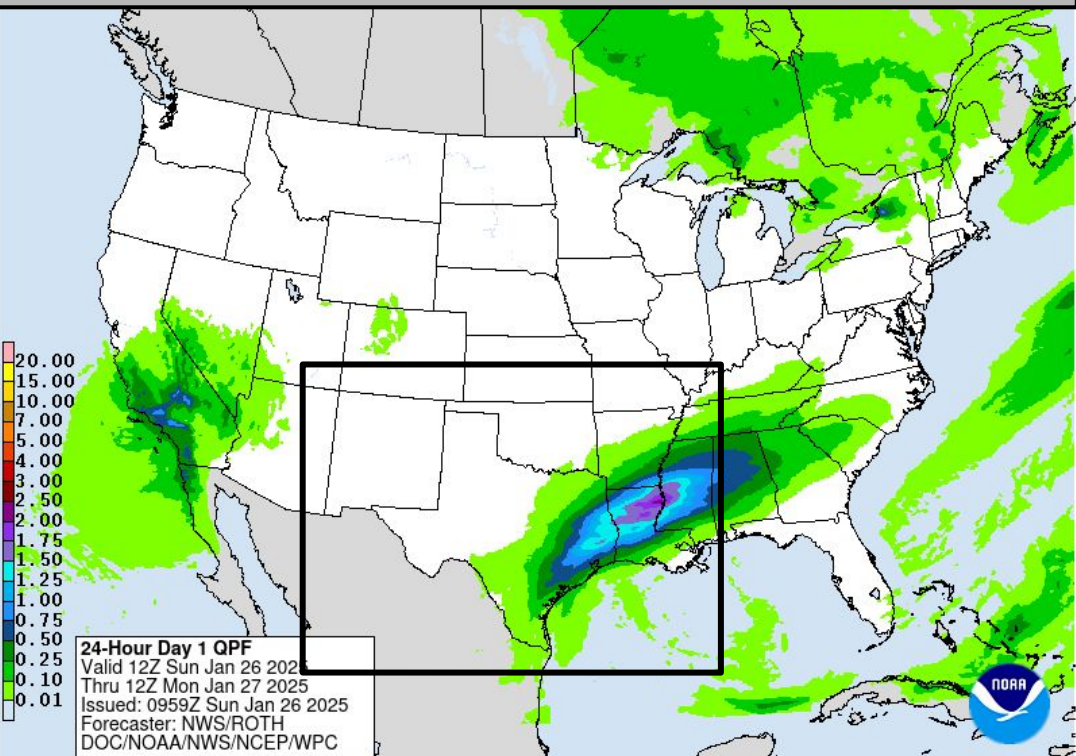 20.00
15.00
10.00
7.00
5.00
4.00
3.00
2.50
2.00
1.75
1.50
1.25
1.00
0.75
0.50
0.25
0.10
0.01
24-Hour Day 1 QPF
Valid 12Z Sun Jan 26 2025
Thru 12Z Mon Jan 27 2025
Issued: 0959Z Sun Jan 26 2025
Forecaster: NWS/ROTH
DOC/NOAA/NWS/NCEP/WPC
NOAA